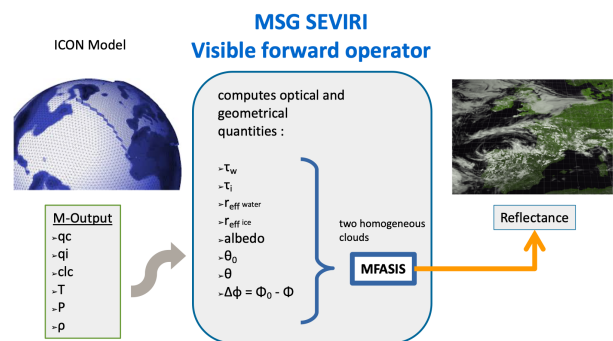 MSG SEVIRI
Visible forward operator
ICON Model
M-Output
➢qc
➢qi
➢clc
➢T
➢P
➢ρ
computes optical and
geometrical
quantities :
➢τw
➢τi
➢reff water
➢reff ice
➢albedo
➢θ0
➢θ
➢Δϕ = Φ0 - Φ
two homogeneous
clouds
MFASIS
Reflectance